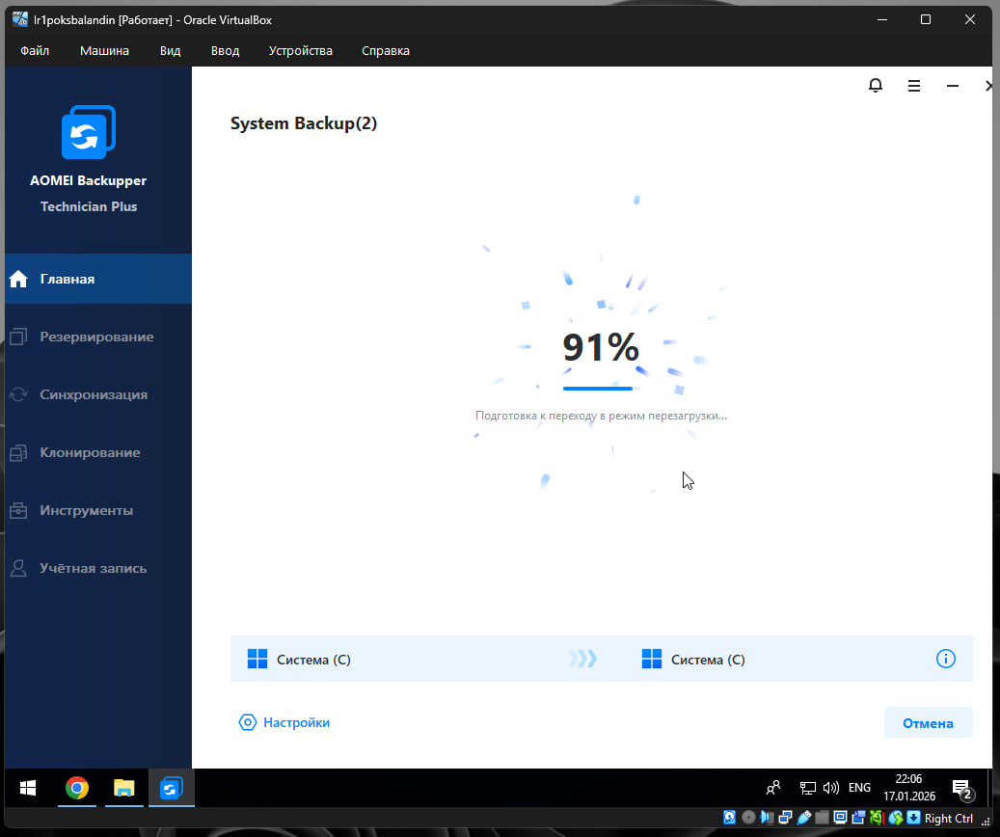 lr1poksbalandin [Работает] - Oracle VirtualBox
Файл Машина Вид Ввод Устройства Справка
System Backup(2)
AOMEI Backupper
Technician Plus
Главная
Резервирование
Синхронизация
Клонирование
Инструменты
Учётная запись
91%
Подготовка к переходу в режим перезагрузки...
Система (C) Система (C)
Настройки
Отмена
ENG
22:06
17.01.2026
2
Right Ctrl